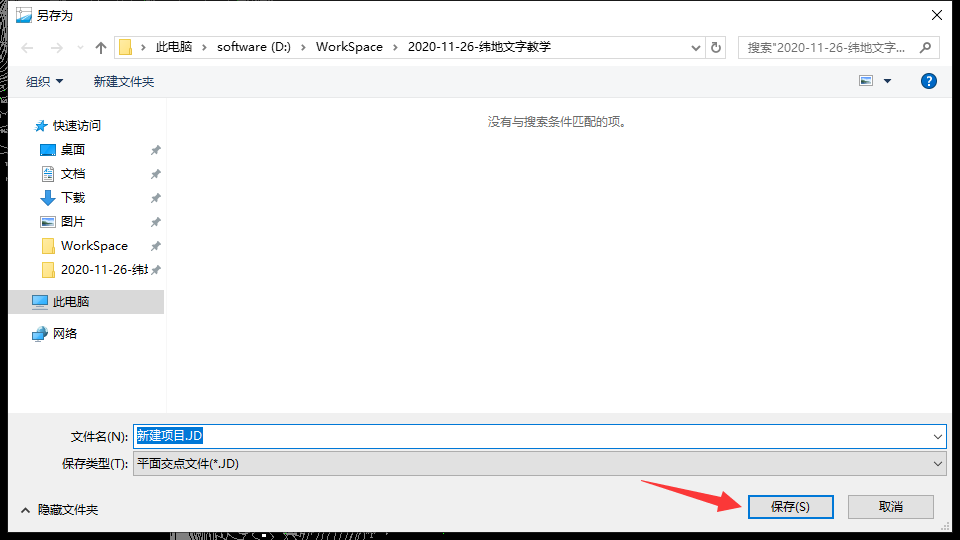 另存为
此电脑 > software (D:) > WorkSpace > 2020-11-26-纬地文字教学
搜索"2020-11-26-纬地文字...
组织 新建文件夹
没有与搜索条件匹配的项。
快速访问
桌面
文档
下载
图片
WorkSpace
2020-11-26-纬地
此电脑
网络
文件名(N): 新建项目.JD
保存类型(T): 平面交点文件(*.JD)
隐藏文件夹
保存(S) 取消